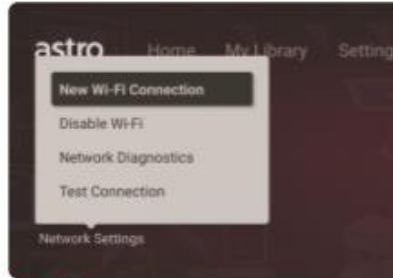 astro Home My Library Setting
New Wi-Fi Connection
Disable Wi-Fi
Network Diagnostics
Test Connection
Network Settings